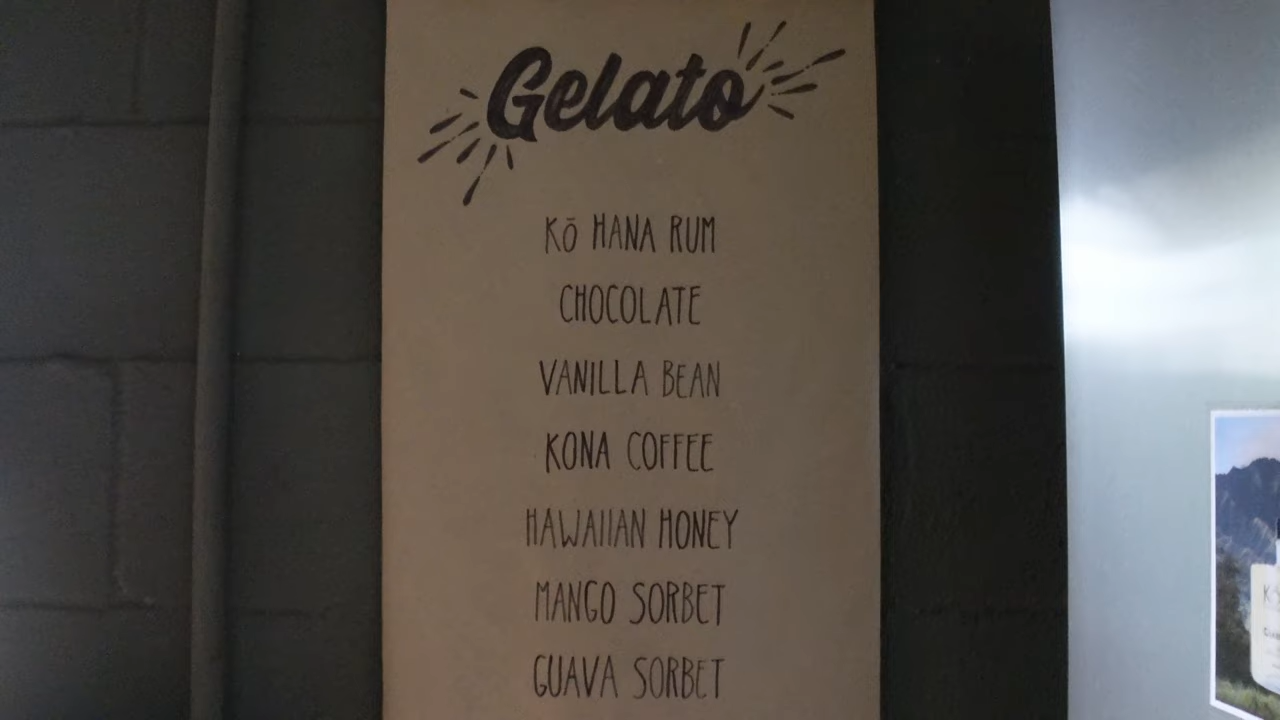 Gelato
KŌ HANA RUM
CHOCOLATE
VANILLA BEAN
KONA COFFEE
HAWAIIAN HONEY
MANGO SORBET
GUAVA SORBET